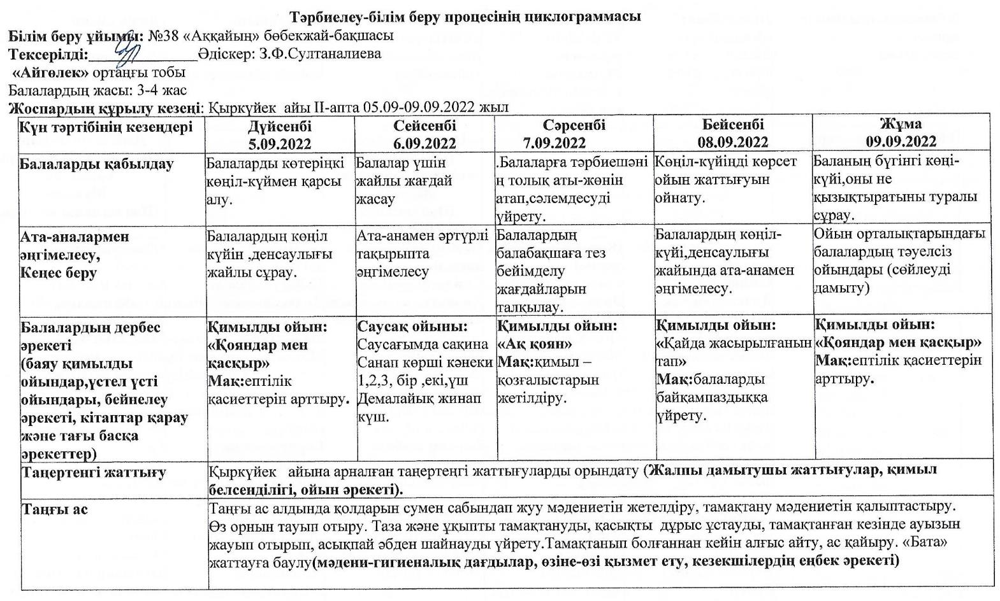 Тәрбиелеу-білім беру процесінің циклограммасы
Білім беру ұйымы: №38 «Аққайың» бөбекжай-бақшасы
Тексерілді:______________Әдіскер: З.Ф.Султаналиева
«Айгөлек» ортаңғы тобы
Балалардың жасы: 3-4 жас
Жоспардың құрылу кезеңі: Қыркүйек айы II-апта 05.09-09.09.2022 жыл
Күн тәртібінің кезеңдері
Дүйсенбі
5.09.2022
Сейсенбі
6.09.2022
Сәрсенбі
7.09.2022
Бейсенбі
08.09.2022
Жұма
09.09.2022
Балаларды қабылдау
Балаларды көтеріңкі
көңіл-күймен қарсы
алу.
Балалар үшін
жайлы жағдай
жасау
.Балаларға тәрбиешәні
ң толық аты-жөнін
атап,сәлемдесуді
үйрету.
Көңіл-күйіңді көрсет
ойын жаттығуын
ойнату.
Баланың бүгінгі көңі-
күйі,оны не
қызықтыратыны туралы
сұрау.
Ата-аналармен
әңгімелесу,
Кеңес беру
Балалардың көңіл
күйін ,денсаулығы
жайлы сұрау.
Ата-анамен әртүрлі
тақырыпта
әңгімелесу
Балалардың
балабақшаға тез
бейімделу
жағдайларын
талқылау.
Балалардың көңіл-
күйі,денсаулығы
жайында ата-анамен
әңгімелесу.
Ойын орталықтарындағы
балалардың тәуелсіз
ойындары (сөйлеуді
дамыту)
Балалардың дербес
әрекеті
(баяу қимылды
ойындар,үстел үсті
ойындары, бейнелеу
әрекеті, кітаптар қарау
және тағы басқа
әрекеттер)
Қимылды ойын:
«Қояндар мен
қасқыр»
Мақ:ептілік
қасиеттерін арттыру.
Саусақ ойыны:
Саусағымда сақина
Санап көрші кәнеки
1,2,3, бір ,екі,үш
Демалайық жинап
күш.
Қимылды ойын:
«Ақ қоян»
Мақ:қимыл –
қозғалыстарын
жетілдіру.
Қимылды ойын:
«Қайда жасырылғанын
тап»
Мақ:балаларды
байқампаздыққа
үйрету.
Қимылды ойын:
«Қояндар мен қасқыр»
Мақ:ептілік қасиеттерін
арттыру.
Таңертенгі жаттығу
Қыркүйек айына арналған таңертеңгі жаттығуларды орындату (Жалпы дамытушы жаттығулар, қимыл
белсенділігі, ойын әрекеті).
Таңғы ас
Таңғы ас алдында қолдарын сумен сабындап жуу мәдениетін жетелдіру, тамақтану мәдениетін қалыптастыру.
Өз орнын тауып отыру. Таза және ұқыпты тамақтануды, қасықты дұрыс ұстауды, тамақтанған кезінде ауызын
жауып отырып, асықпай әбден шайнауды үйрету.Тамақтанып болғаннан кейін алғыс айту, ас қайыру. «Бата»
жаттауға баулу(мәдени-гигиеналық дағдылар, өзіне-өзі қызмет ету, кезекшілердің еңбек әрекеті)